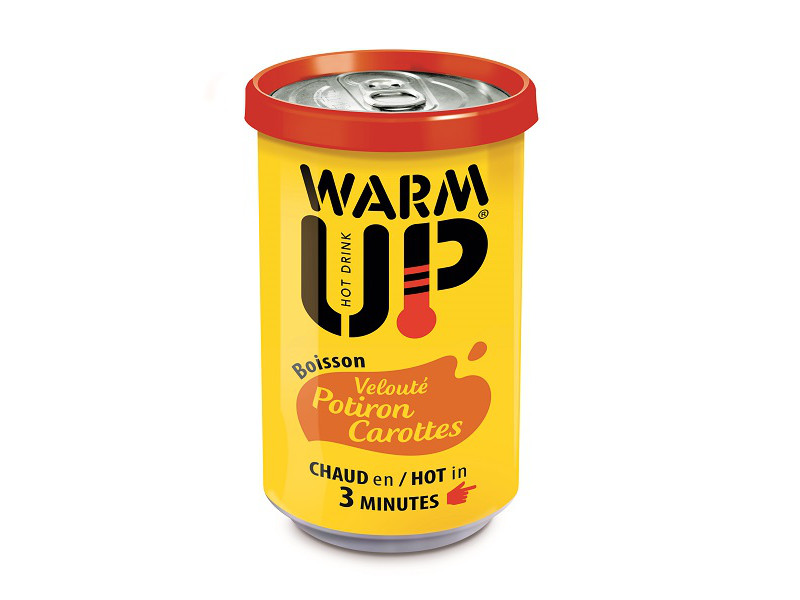 WARM
UP®
HOT DRINK
Boisson
Velouté
Potiron
Carottes
CHAUD en / HOT in
3 MINUTES